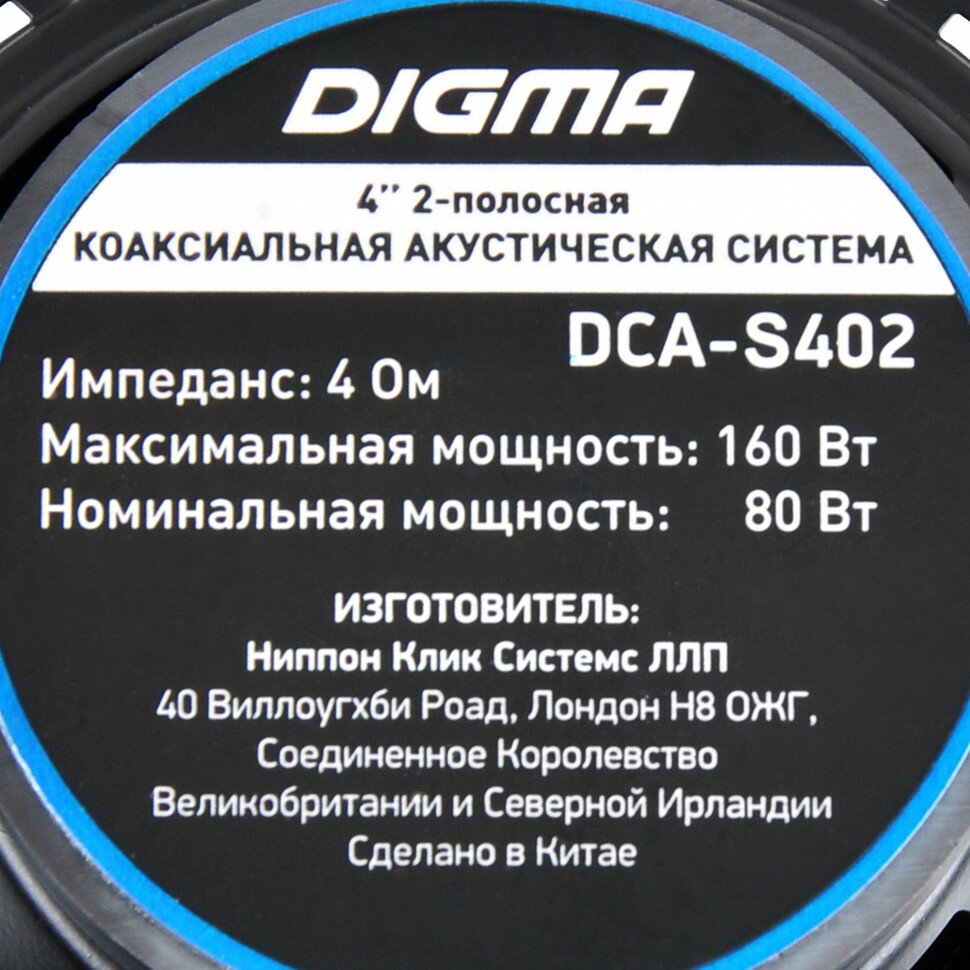 DIGMA
4'' 2-полосная
КОАКСИАЛЬНАЯ АКУСТИЧЕСКАЯ СИСТЕМА
DCA-S402
Импеданс: 4 Ом
Максимальная мощность: 160 Вт
Номинальная мощность: 80 Вт
ИЗГОТОВИТЕЛЬ:
Ниппон Клик Системс ЛЛП
40 Виллоугхби Роад, Лондон Н8 ОЖГ,
Соединенное Королевство
Великобритании и Северной Ирландии
Сделано в Китае